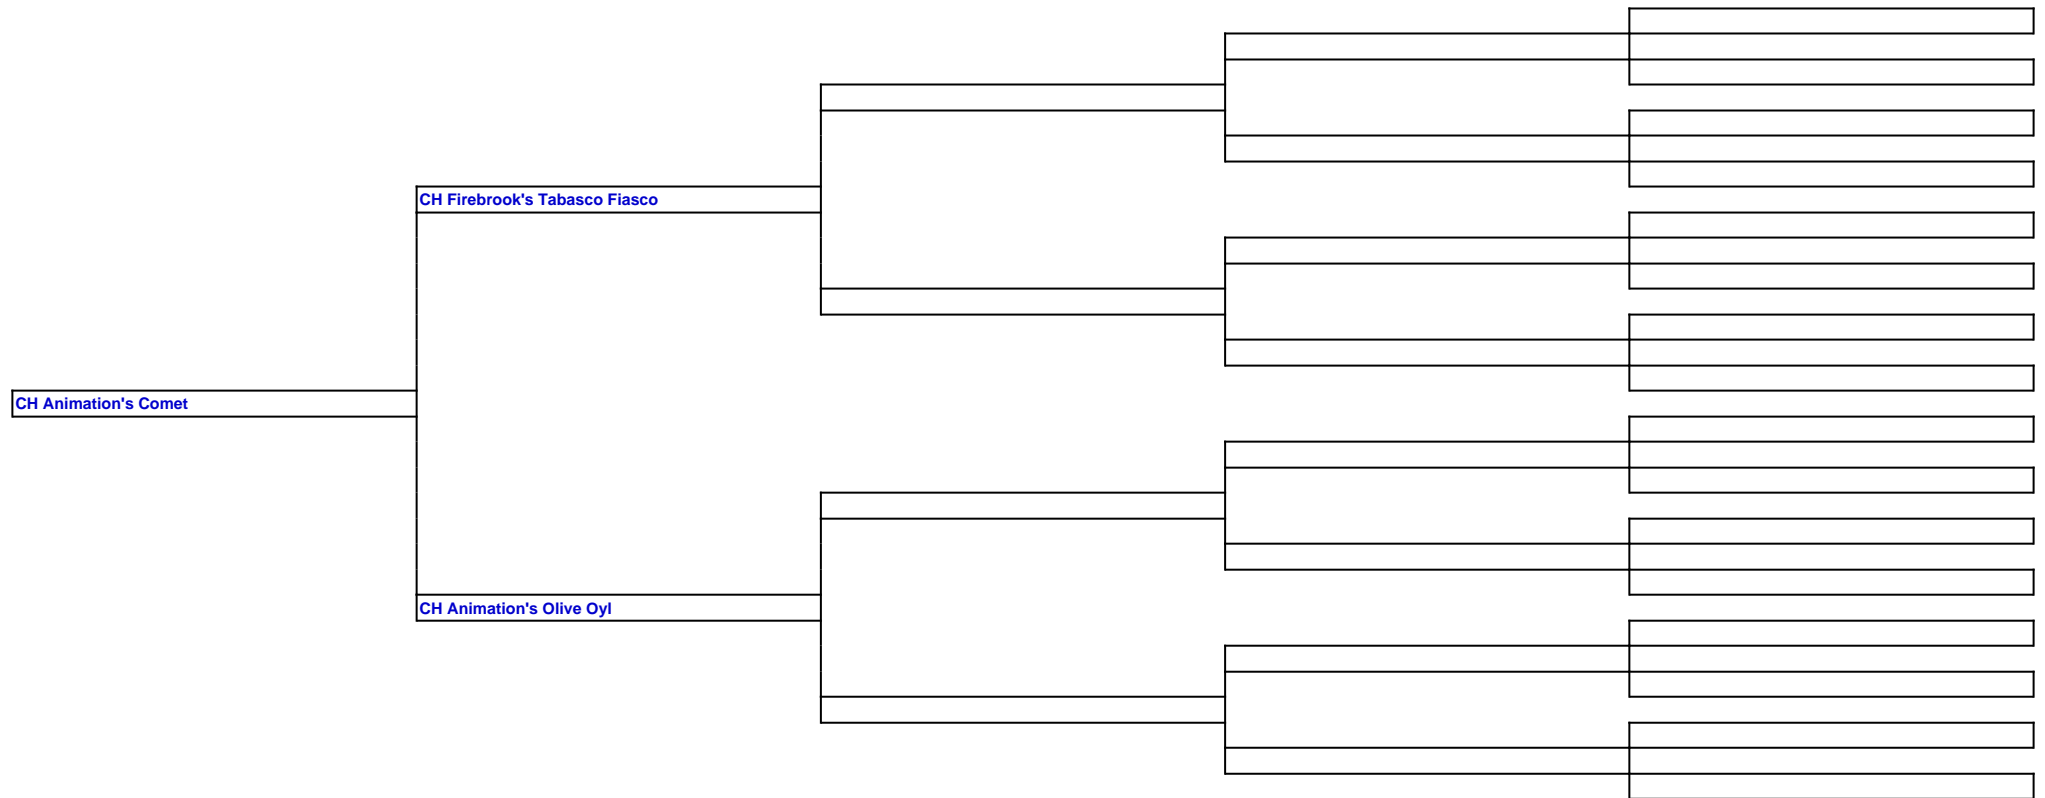 CH Firebrook's Tabasco Fiasco
CH Animation's Comet
CH Animation's Olive Oyl